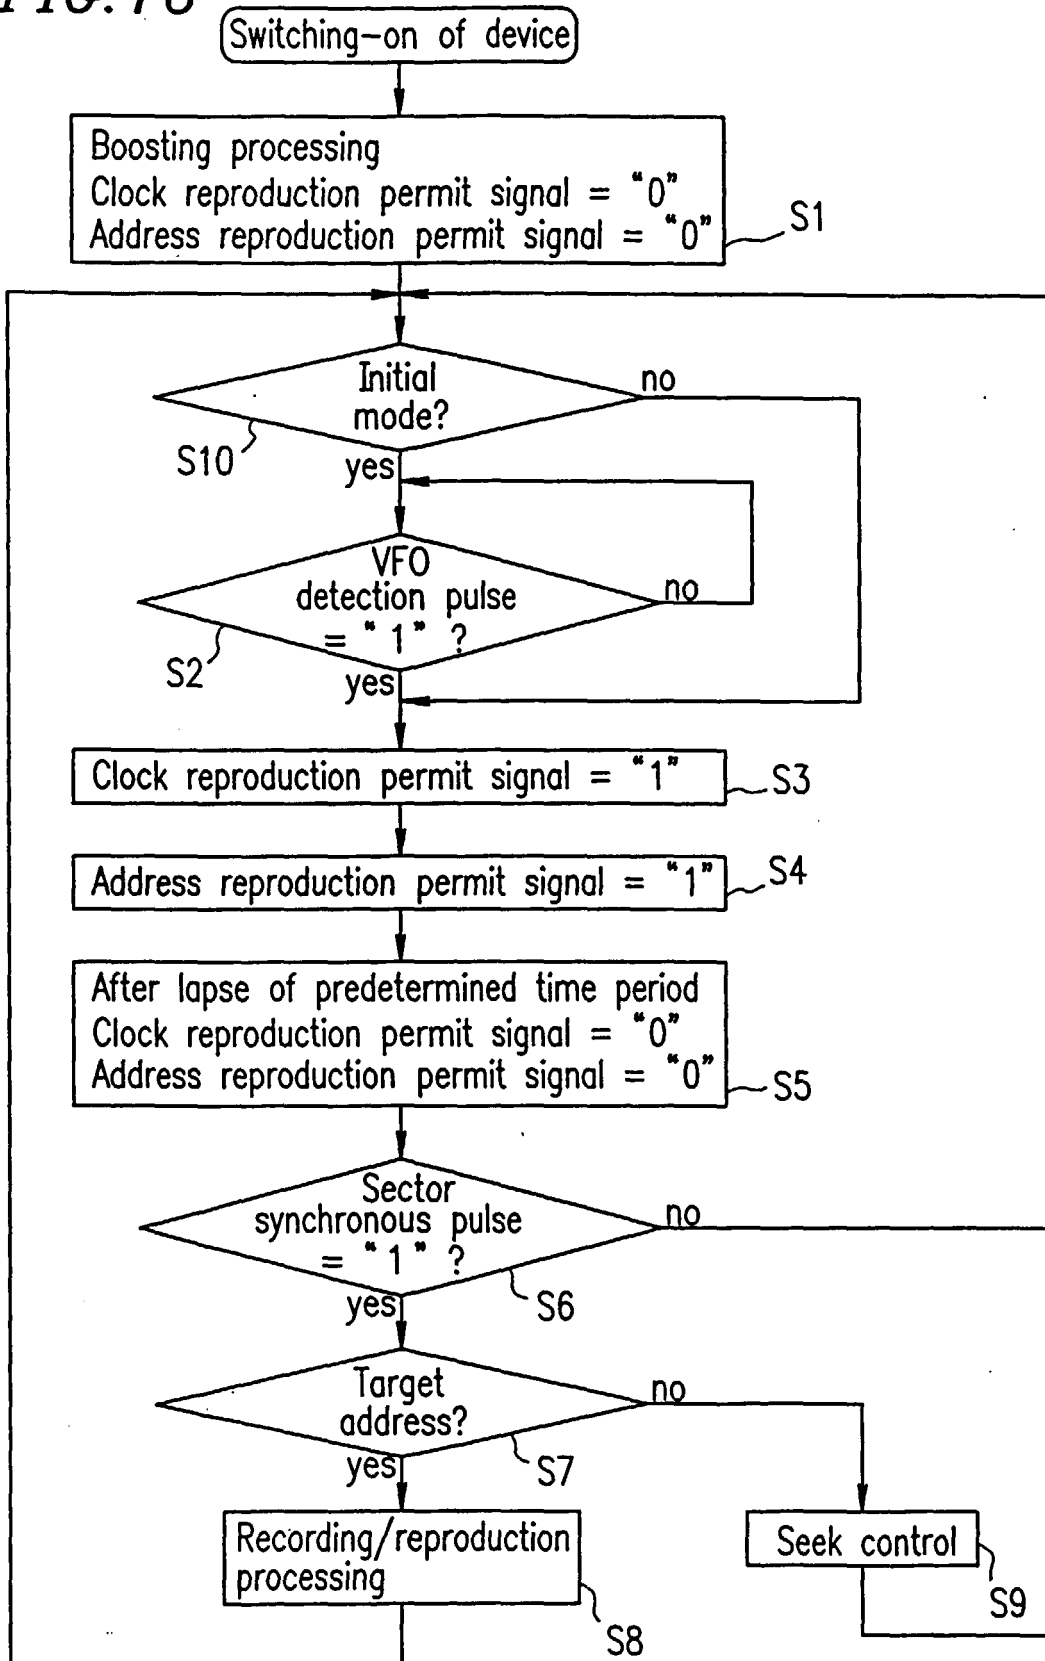 Switching-on of device
Boosting processing
Clock reproduction permit signal = "0"
Address reproduction permit signal = "0"
S1
Initial
mode?
no
S10
yes
VFO
detection pulse
= "1" ?
no
S2
yes
Clock reproduction permit signal = "1"
S3
Address reproduction permit signal = "1"
S4
After lapse of predetermined time period
Clock reproduction permit signal = "0"
Address reproduction permit signal = "0"
S5
Sector
synchronous pulse
= "1" ?
no
S6
yes
Target
address?
no
S7
yes
Recording/reproduction
processing
S8
Seek control
S9